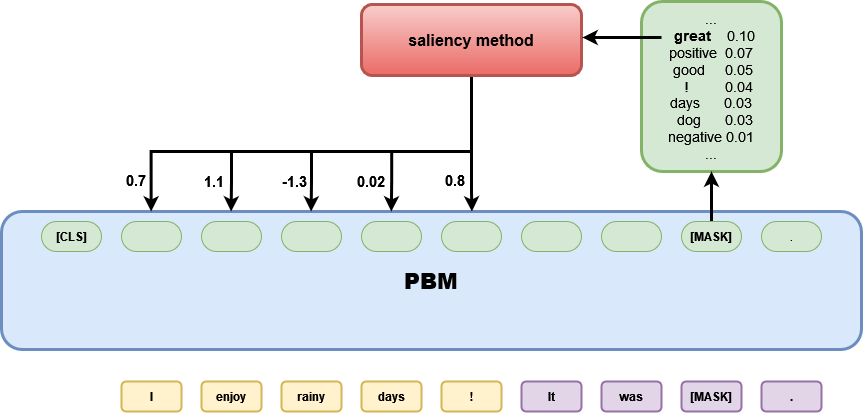 ...
great 0.10
positive 0.07
good 0.05
! 0.04
days 0.03
dog 0.03
negative 0.01
...
saliency method
0.7 1.1 -1.3 0.02 0.8
[CLS] [MASK] .
PBM
I enjoy rainy days ! It was [MASK] .